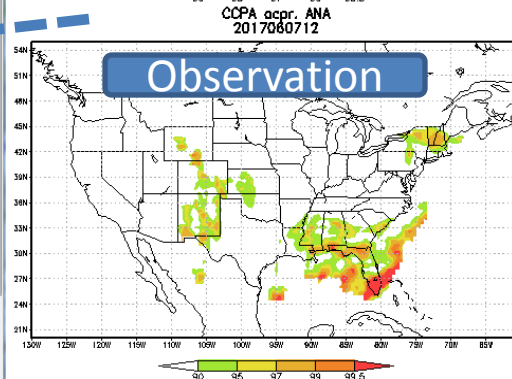 CCPA acpr. ANA
2017060712
Observation
54N
51N
48N
45N
42N
39N
36N
33N
30N
27N
24N
21N
130W 125W 120W 115W 110W 105W 100W 95W 90W 85W 80W 75W 70W 65W
90 95 97 99 99.5